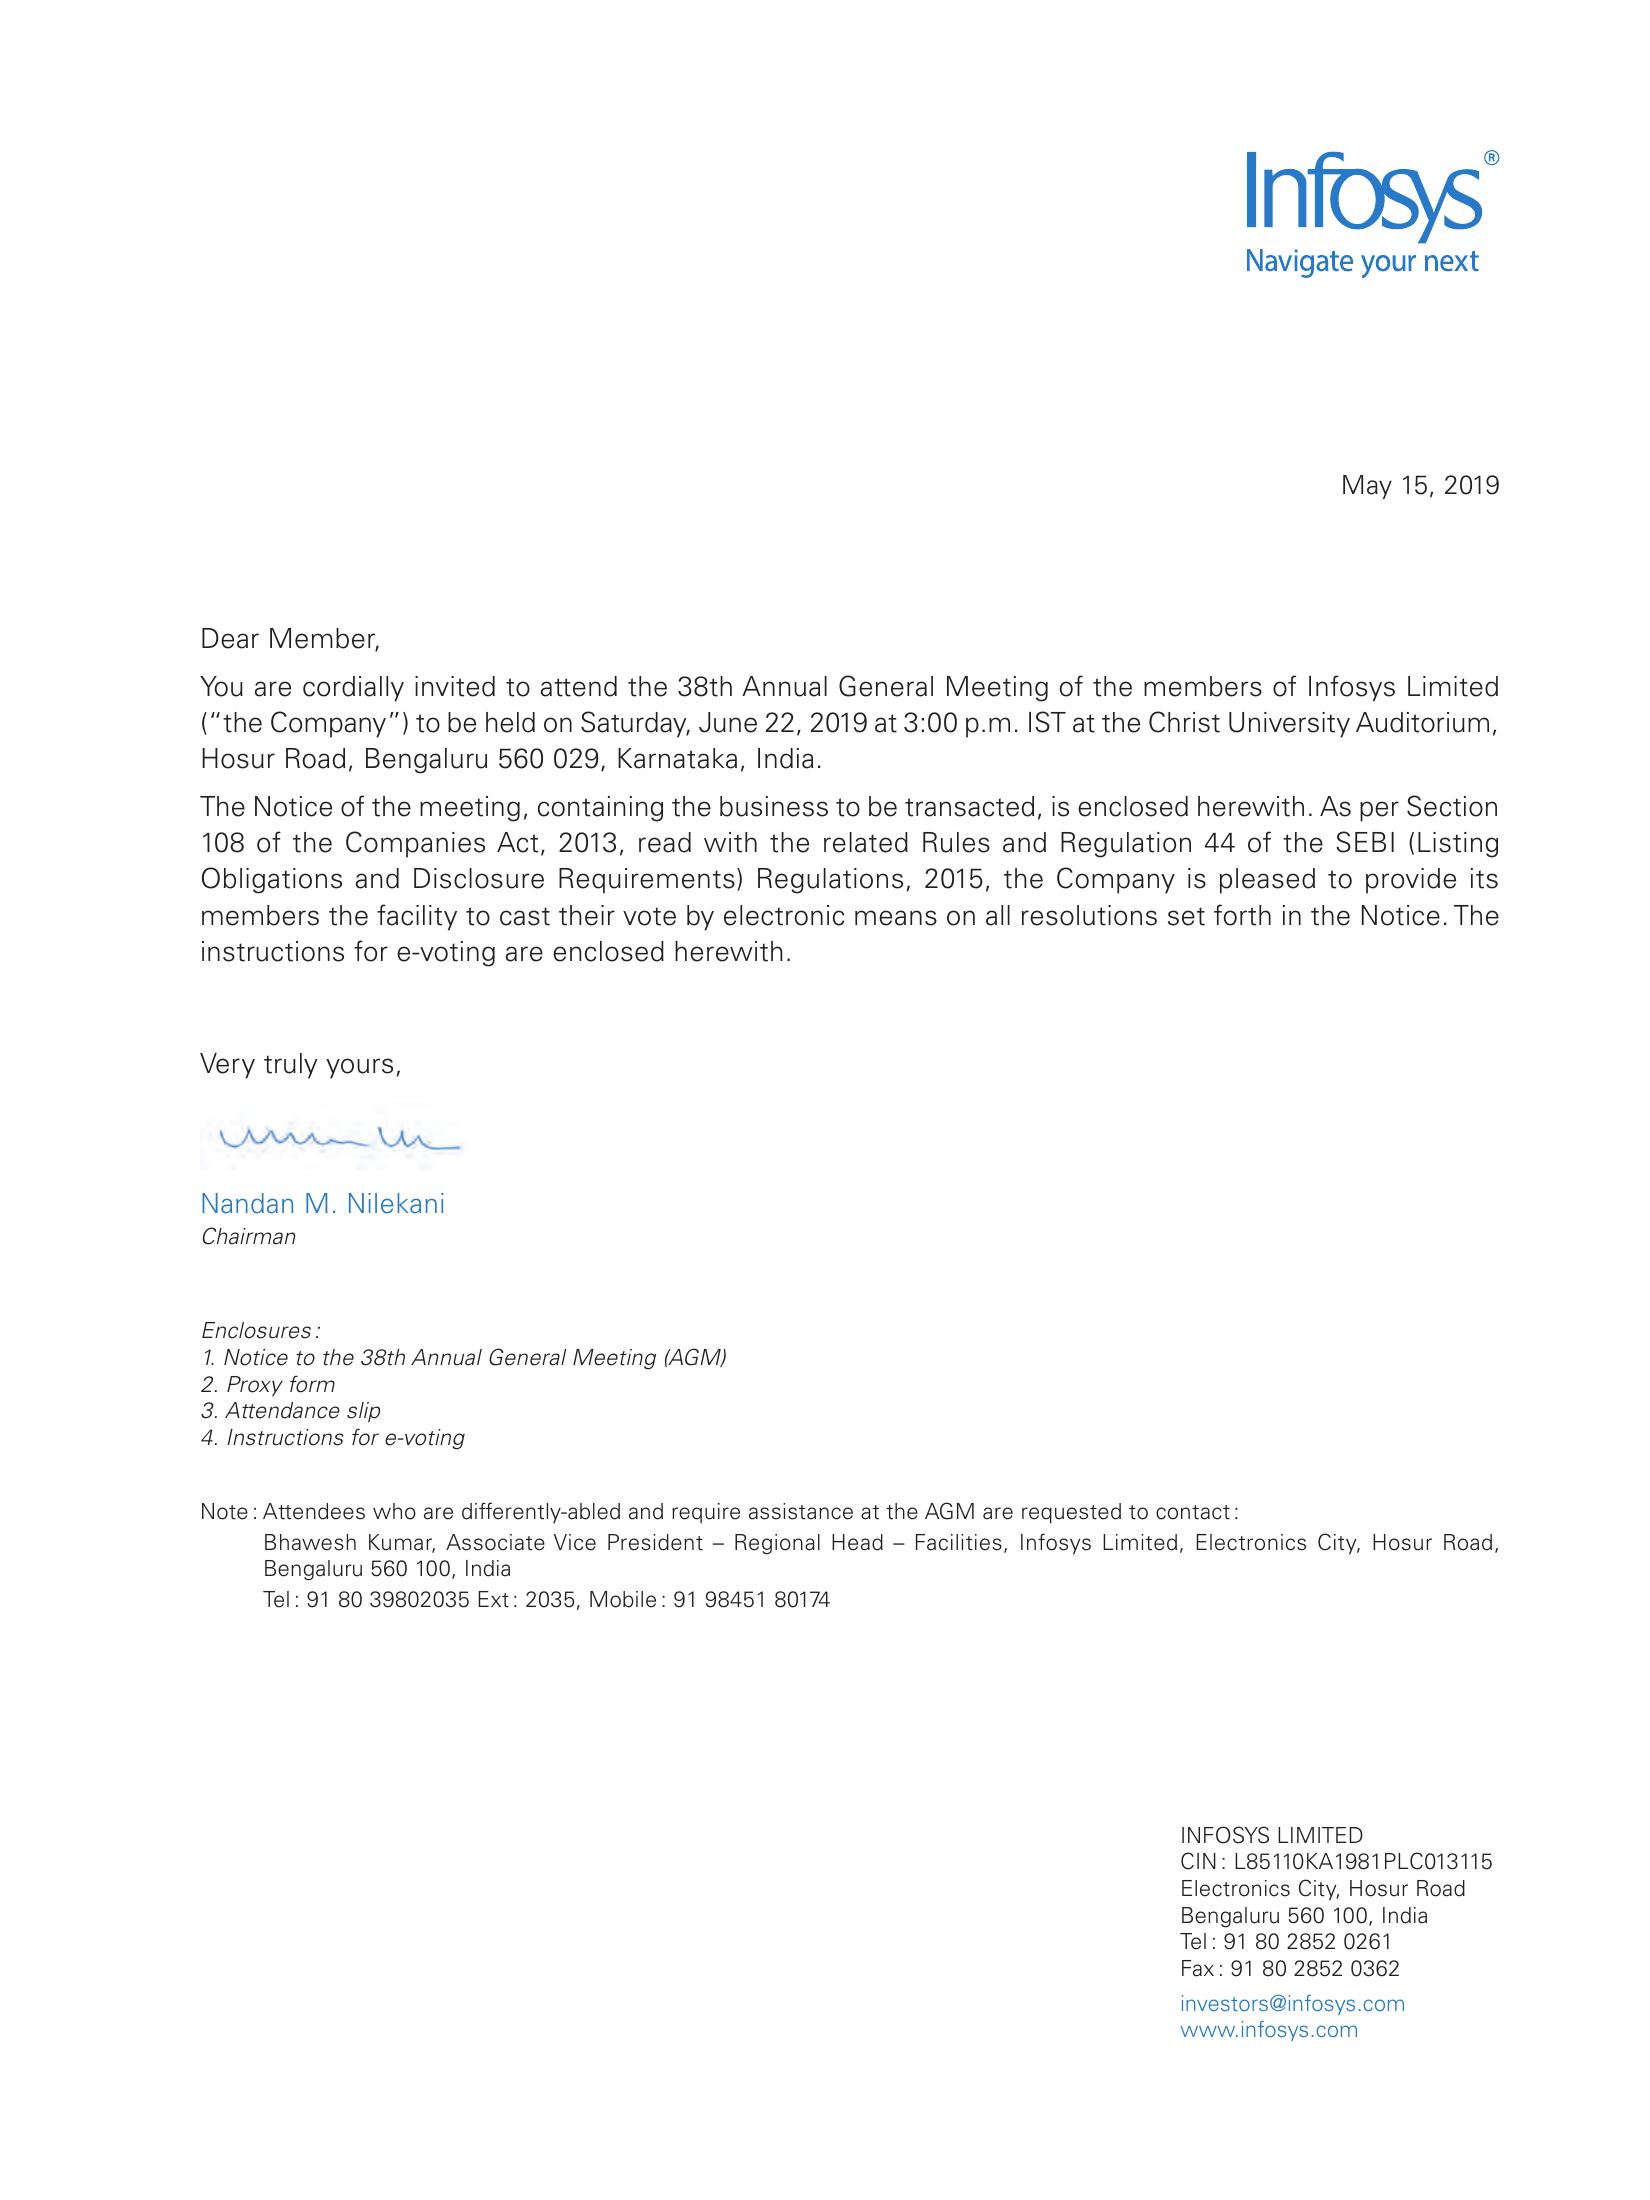 Infosys®
Navigate your next
May 15, 2019
Dear Member,
You are cordially invited to attend the 38th Annual General Meeting of the members of Infosys Limited
(“the Company”) to be held on Saturday, June 22, 2019 at 3:00 p.m. IST at the Christ University Auditorium,
Hosur Road, Bengaluru 560 029, Karnataka, India.
The Notice of the meeting, containing the business to be transacted, is enclosed herewith. As per Section
108 of the Companies Act, 2013, read with the related Rules and Regulation 44 of the SEBI (Listing
Obligations and Disclosure Requirements) Regulations, 2015, the Company is pleased to provide its
members the facility to cast their vote by electronic means on all resolutions set forth in the Notice. The
instructions for e-voting are enclosed herewith.
Very truly yours,
Nandan M. Nilekani
Chairman
Enclosures :
1. Notice to the 38th Annual General Meeting (AGM)
2. Proxy form
3. Attendance slip
4. Instructions for e-voting
Note : Attendees who are differently-abled and require assistance at the AGM are requested to contact :
Bhawesh Kumar, Associate Vice President – Regional Head – Facilities, Infosys Limited, Electronics City, Hosur Road,
Bengaluru 560 100, India
Tel : 91 80 39802035 Ext : 2035, Mobile : 91 98451 80174
INFOSYS LIMITED
CIN : L85110KA1981PLC013115
Electronics City, Hosur Road
Bengaluru 560 100, India
Tel : 91 80 2852 0261
Fax : 91 80 2852 0362
investors@infosys.com
www.infosys.com